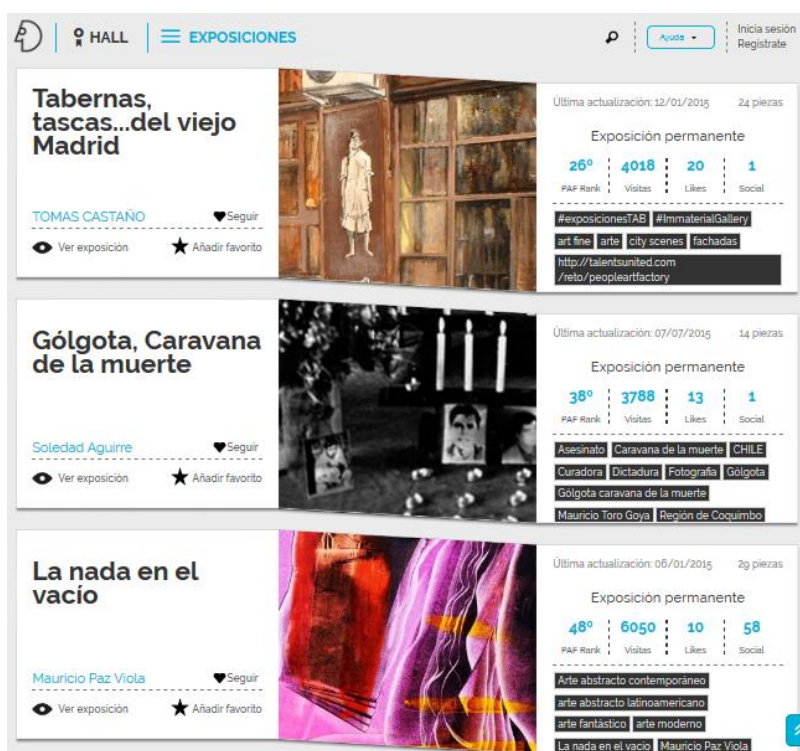 HALL
EXPOSICIONES
Ayuda
Inicia sesión
Regístrate
Tabernas,
tascas...del viejo
Madrid
TOMAS CASTAÑO
Seguir
Ver exposición
Añadir favorito
Última actualización: 12/01/2015
24 piezas
Exposición permanente
26º
4018
20
1
PAF Rank
Visitas
Likes
Social
#exposicionesTAB
#ImmaterialGallery
art fine
arte
city scenes
fachadas
http://talentsunited.com
/reto/peopleartfactory
Gólgota, Caravana
de la muerte
Soledad Aguirre
Seguir
Ver exposición
Añadir favorito
Última actualización: 07/07/2015
14 piezas
Exposición permanente
38º
3788
13
1
PAF Rank
Visitas
Likes
Social
Asesinato
Caravana de la muerte
CHILE
Curadora
Dictadura
Fotografía
Gólgota
Gólgota caravana de la muerte
Mauricio Toro Goya
Región de Coquimbo
La nada en el
vacío
Mauricio Paz Viola
Seguir
Ver exposición
Añadir favorito
Última actualización: 06/01/2015
29 piezas
Exposición permanente
48º
6050
10
58
PAF Rank
Visitas
Likes
Social
Arte abstracto contemporáneo
arte abstracto latinoamericano
arte fantástico
arte moderno
La nada en el vacío
Mauricio Paz Viola